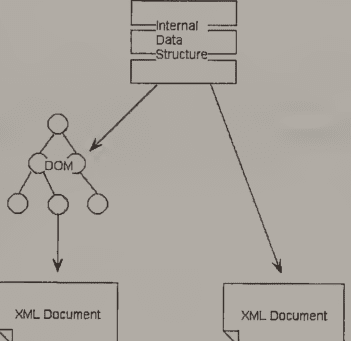 Internal
Data
Structure
DOM
XML Document
XML Document